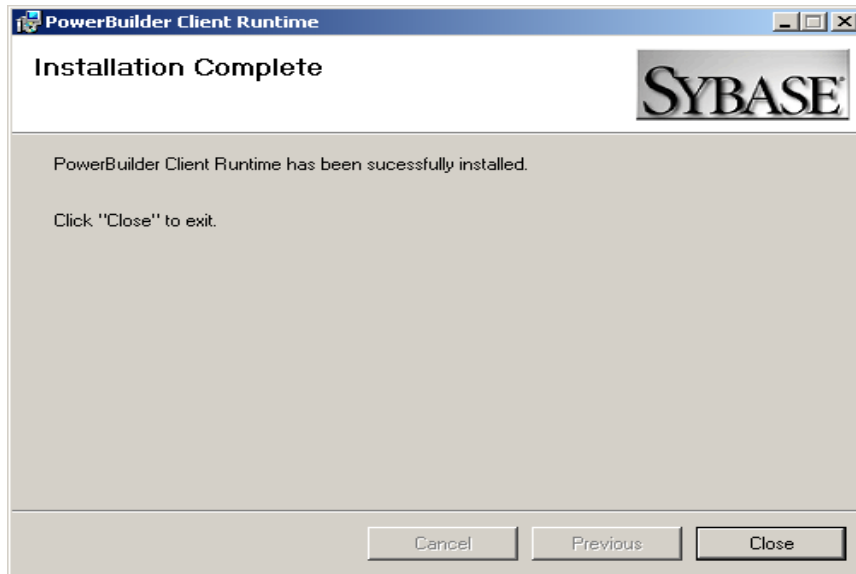 PowerBuilder Client Runtime
Installation Complete
SYBASE
PowerBuilder Client Runtime has been sucessfully installed.
Click "Close" to exit.
Cancel
Previous
Close